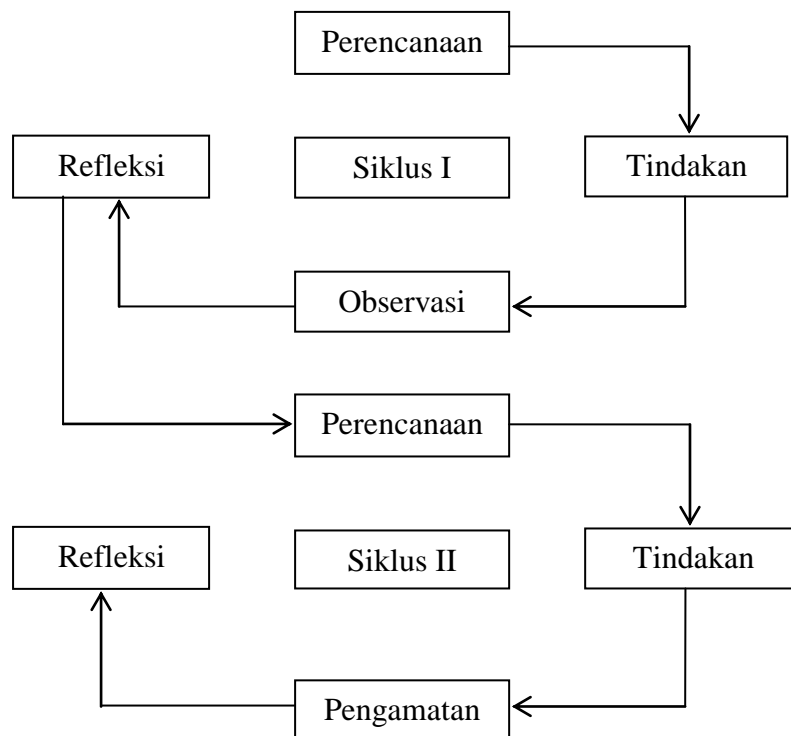 Perencanaan
Refleksi
Siklus I
Tindakan
Observasi
Perencanaan
Refleksi
Siklus II
Tindakan
Pengamatan